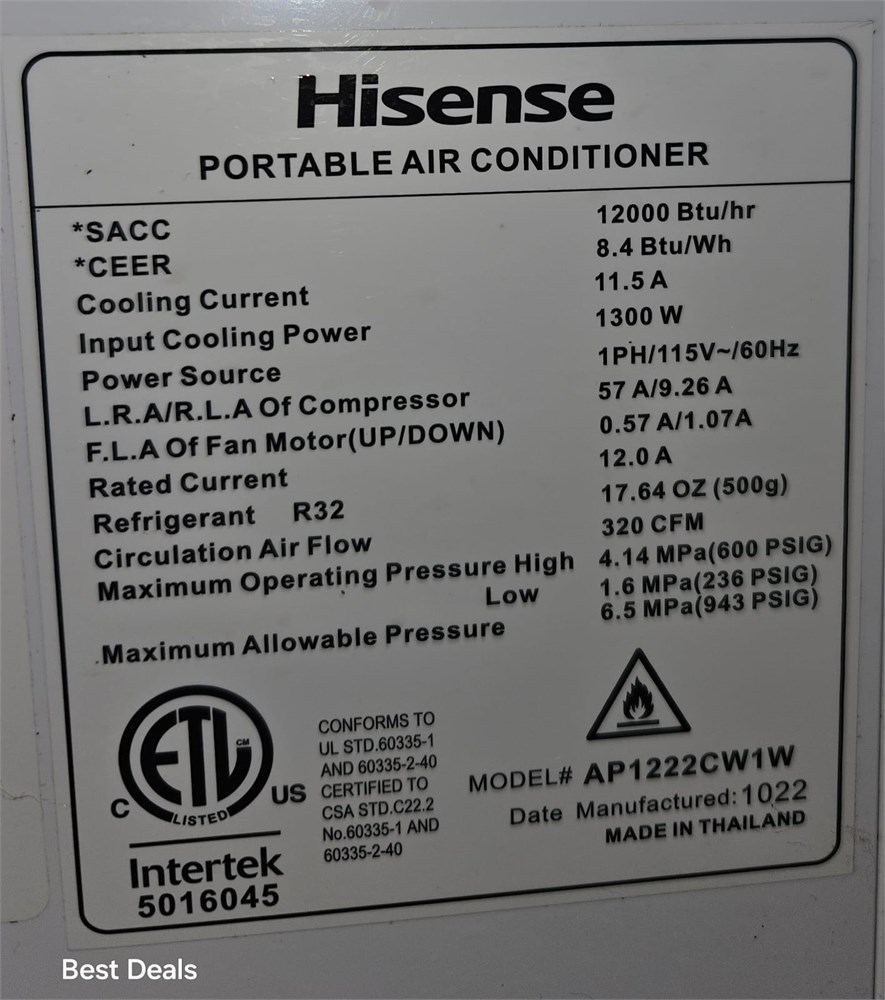 Hisense
PORTABLE AIR CONDITIONER
*SACC 12000 Btu/hr
*CEER 8.4 Btu/Wh
Cooling Current 11.5 A
Input Cooling Power 1300 W
Power Source 1PH/115V~/60Hz
L.R.A/R.L.A Of Compressor 57 A/9.26 A
F.L.A Of Fan Motor(UP/DOWN) 0.57 A/1.07A
Rated Current 12.0 A
Refrigerant R32 17.64 OZ (500g)
Circulation Air Flow 320 CFM
Maximum Operating Pressure High 4.14 MPa(600 PSIG)
Low 1.6 MPa(236 PSIG)
Maximum Allowable Pressure 6.5 MPa(943 PSIG)
ETL CM
C LISTED US
Intertek
5016045
CONFORMS TO
UL STD.60335-1
AND 60335-2-40
CERTIFIED TO
CSA STD.C22.2
No.60335-1 AND
60335-2-40
MODEL# AP1222CW1W
Date Manufactured: 1022
MADE IN THAILAND
Best Deals